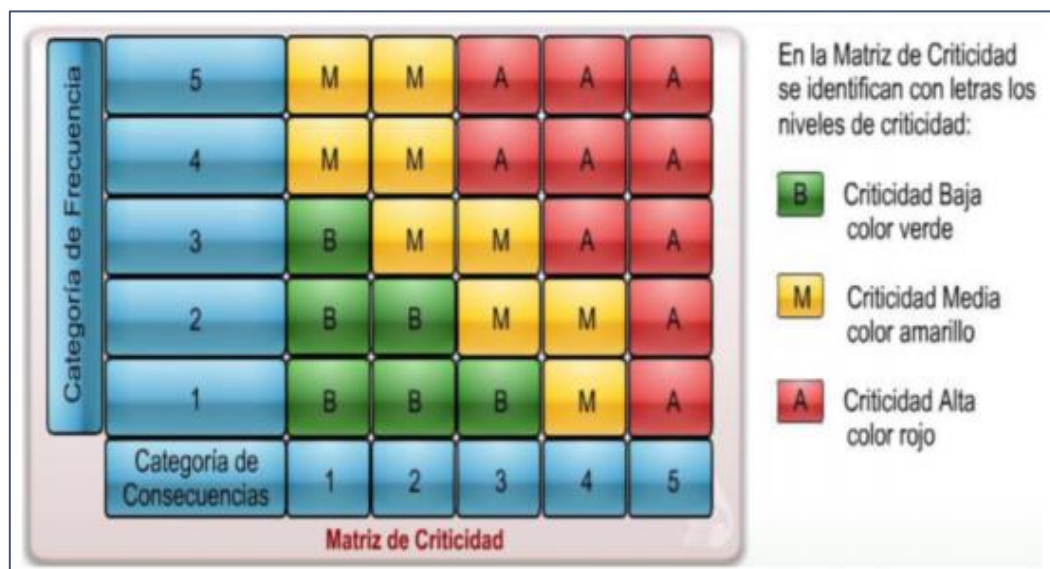 Categoría de Frecuencia
5 M M A A A
4 M M A A A
3 B M M A A
2 B B M M A
1 B B B M A
Categoría de
Consecuencias
1 2 3 4 5
Matriz de Criticidad
En la Matriz de Criticidad
se identifican con letras los
niveles de criticidad:
B Criticidad Baja
color verde
M Criticidad Media
color amarillo
A Criticidad Alta
color rojo